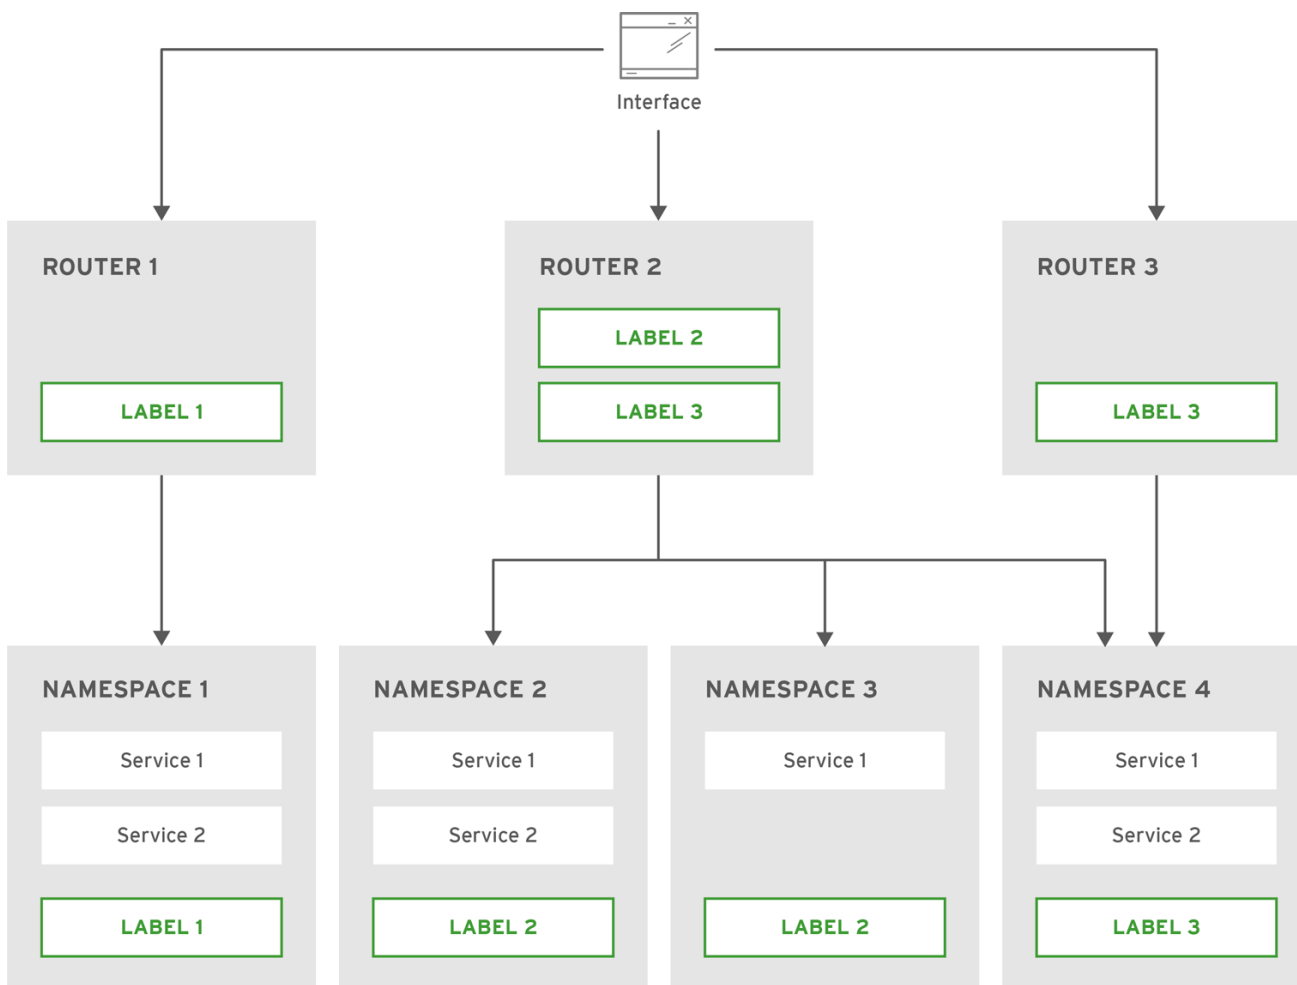 Interface
ROUTER 1
LABEL 1
ROUTER 2
LABEL 2
LABEL 3
ROUTER 3
LABEL 3
NAMESPACE 1
Service 1
Service 2
LABEL 1
NAMESPACE 2
Service 1
Service 2
LABEL 2
NAMESPACE 3
Service 1
LABEL 2
NAMESPACE 4
Service 1
Service 2
LABEL 3